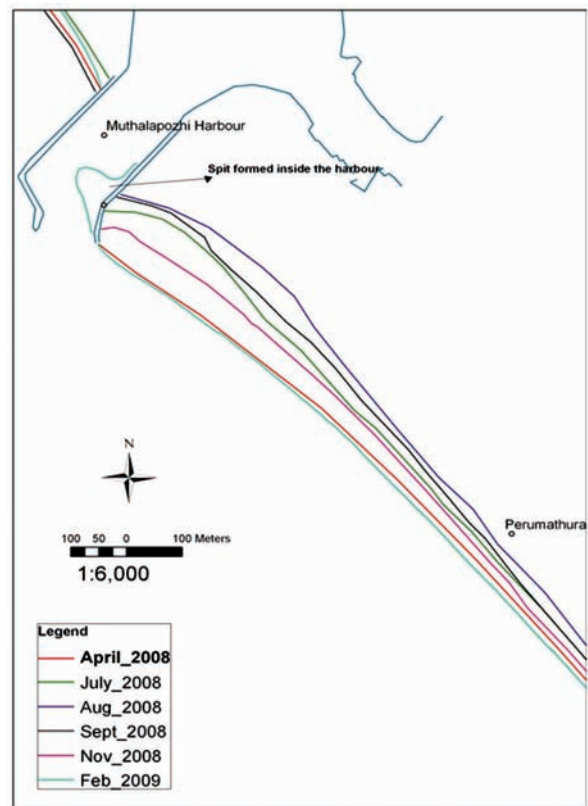 Muthalapozhi Harbour
Spit formed inside the harbour
Perumathura
N
100 50 0 100 Meters
1:6,000
Legend
April_2008
July_2008
Aug_2008
Sept_2008
Nov_2008
Feb_2009